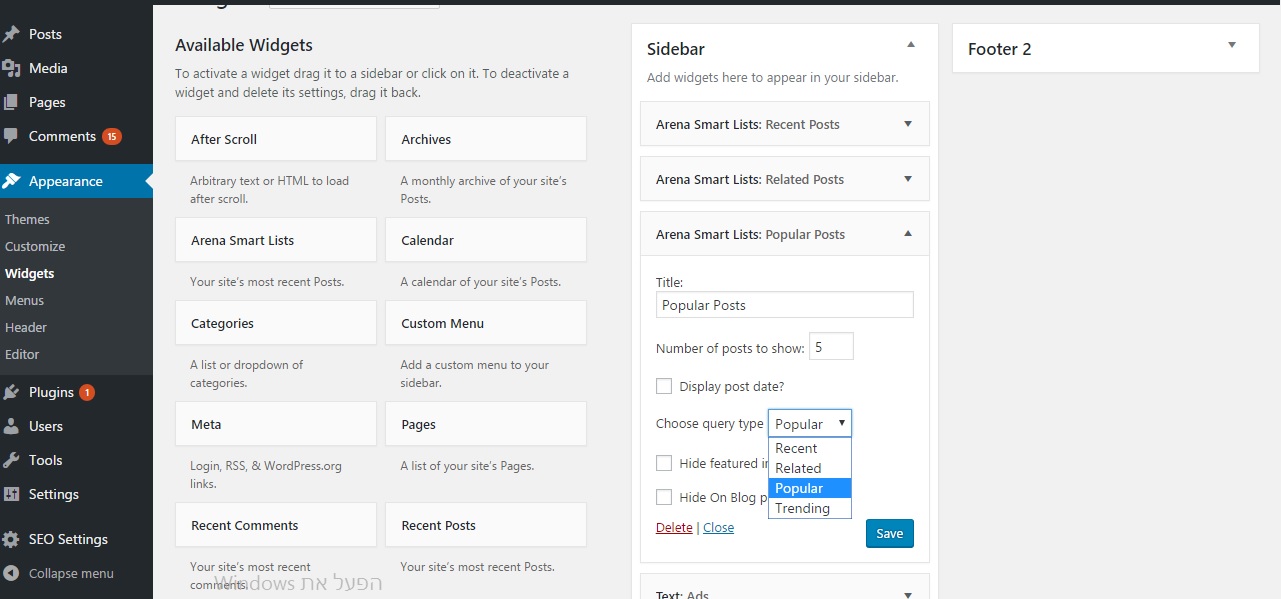 Posts
Media
Pages
Comments 15
Appearance
Themes
Customize
Widgets
Menus
Header
Editor
Plugins 1
Users
Tools
Settings
SEO Settings
Collapse menu
Available Widgets
To activate a widget drag it to a sidebar or click on it. To deactivate a
widget and delete its settings, drag it back.
After Scroll
Arbitrary text or HTML to load
after scroll.
Archives
A monthly archive of your site's
Posts.
Arena Smart Lists
Your site's most recent Posts.
Calendar
A calendar of your site's Posts.
Categories
A list or dropdown of
categories.
Custom Menu
Add a custom menu to your
sidebar.
Meta
Login, RSS, & WordPress.org
links.
Pages
A list of your site's Pages.
Recent Comments
Your site's most recent
comments.
Recent Posts
Your site's most recent Posts.
הפעל את Windows
Sidebar
Add widgets here to appear in your sidebar.
Arena Smart Lists: Recent Posts
Arena Smart Lists: Related Posts
Arena Smart Lists: Popular Posts
Title:
Popular Posts
Number of posts to show: 5
Display post date?
Choose query type Popular
Recent
Related
Popular
Trending
Hide featured
Hide On Blog
Delete | Close
Save
Text: Ads
Footer 2